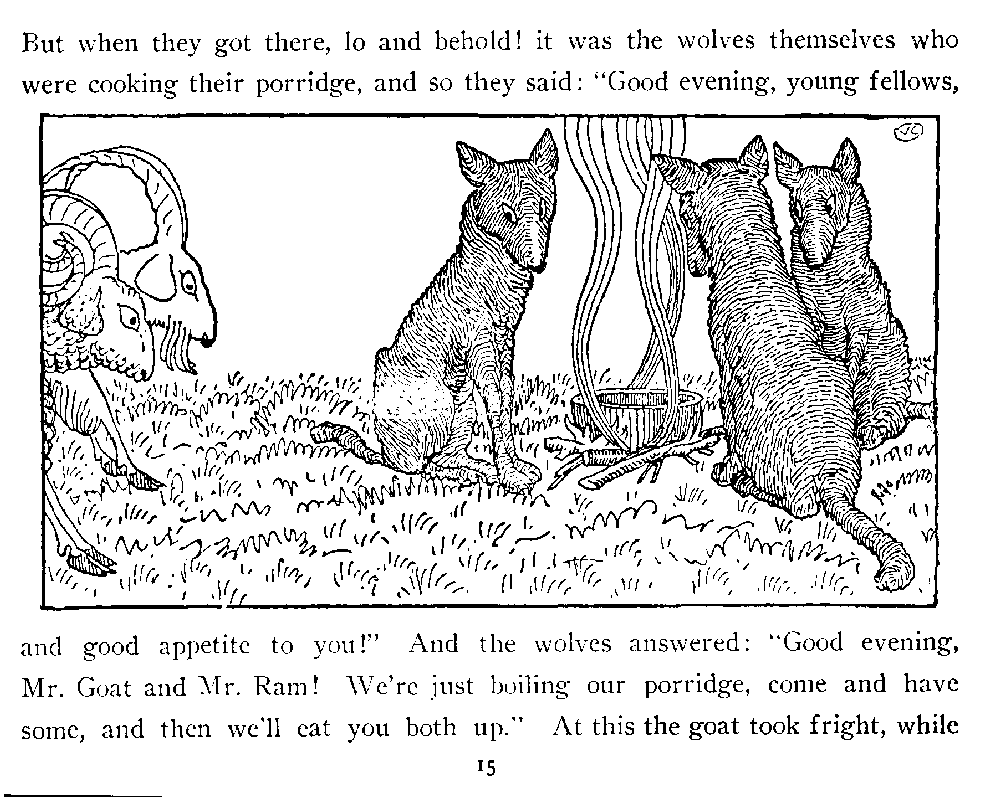 But when they got there, lo and behold! it was the wolves themselves who
were cooking their porridge, and so they said: "Good evening, young fellows,
and good appetite to you!" And the wolves answered: "Good evening,
Mr. Goat and Mr. Ram! We're just boiling our porridge, come and have
some, and then we'll eat you both up." At this the goat took fright, while
15